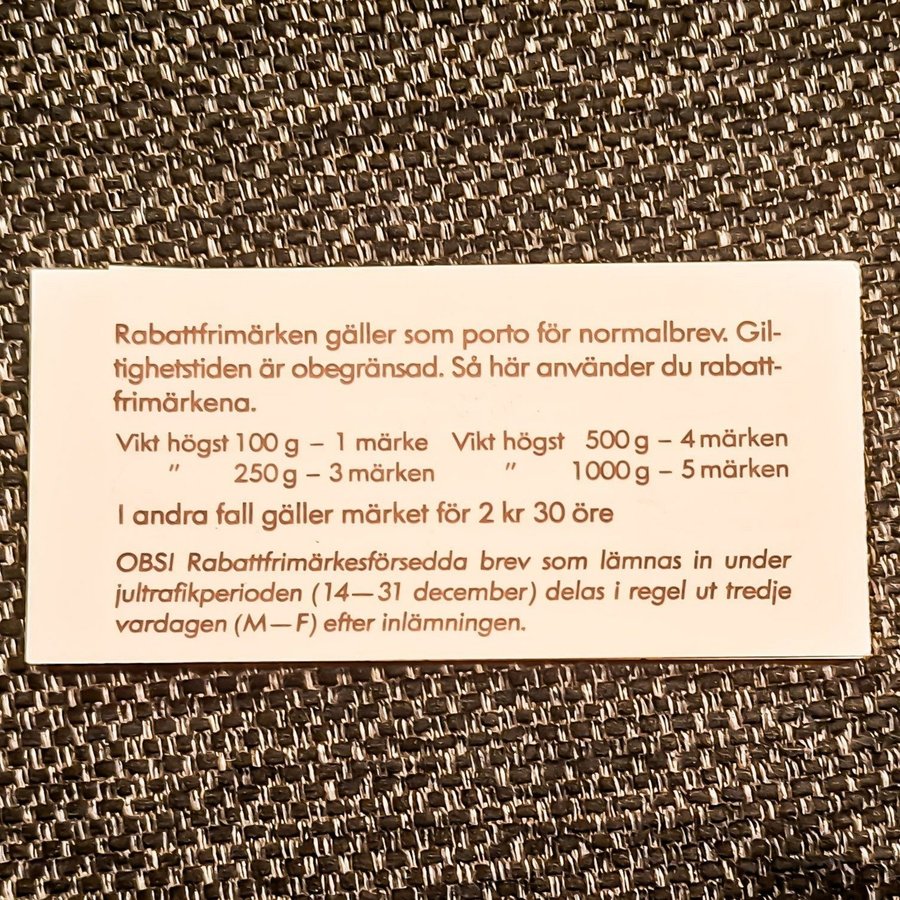 Rabattfrimärken gäller som porto för normalbrev. Gil-
tighetstiden är obegränsad. Så här använder du rabatt-
frimärkena.
Vikt högst 100 g – 1 märke Vikt högst 500 g – 4 märken
" 250 g – 3 märken " 1000 g – 5 märken
I andra fall gäller märket för 2 kr 30 öre
OBS! Rabattfrimärkesförsedda brev som lämnas in under
jultrafikperioden (14—31 december) delas i regel ut tredje
vardagen (M—F) efter inlämningen.